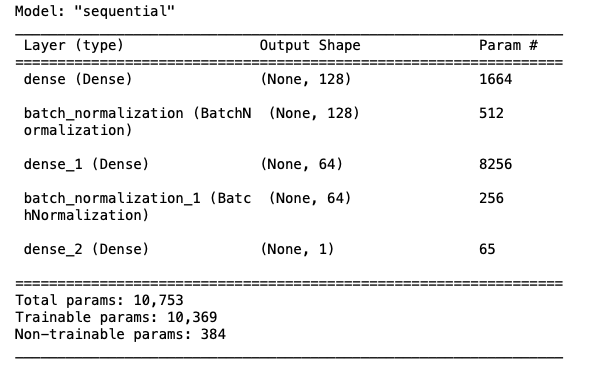 Model: "sequential"
Layer (type) Output Shape Param #
dense (Dense) (None, 128) 1664
batch_normalization (BatchN (None, 128) 512
ormalization)
dense_1 (Dense) (None, 64) 8256
batch_normalization_1 (Batc (None, 64) 256
hNormalization)
dense_2 (Dense) (None, 1) 65
Total params: 10,753
Trainable params: 10,369
Non-trainable params: 384